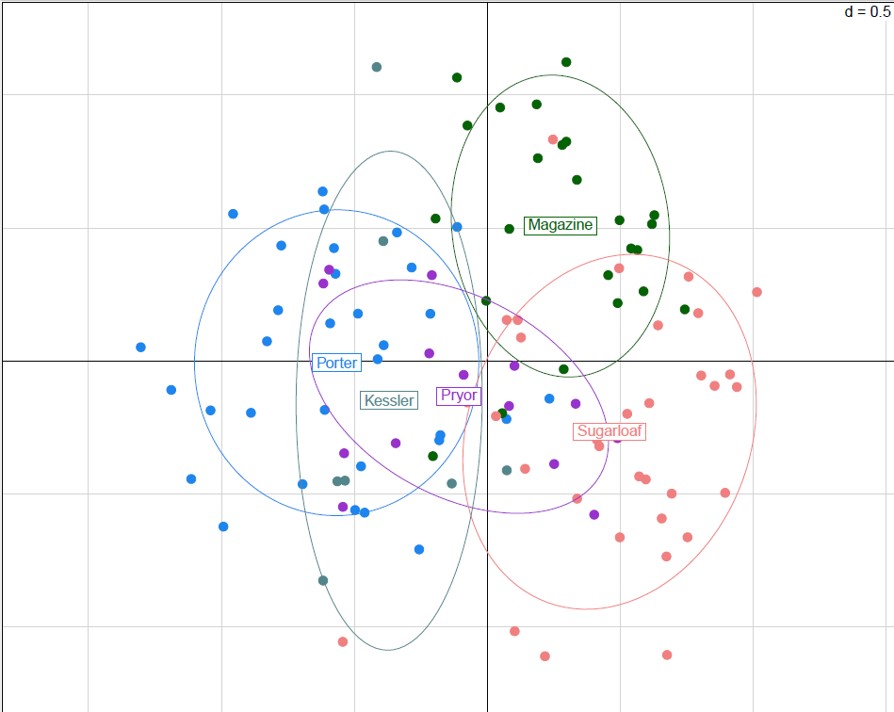 d = 0.5
Magazine
Porter
Kessler
Pryor
Sugarloaf